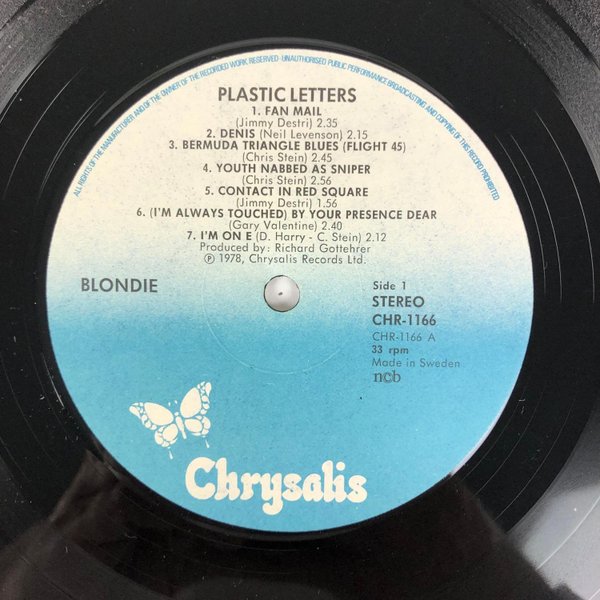 ALL RIGHTS OF THE MANUFACTURER AND OF THE OWNER OF THE RECORDED WORK RESERVED · UNAUTHORISED PUBLIC PERFORMANCE BROADCASTING AND COPYING OF THIS RECORD PROHIBITED
PLASTIC LETTERS
1. FAN MAIL
(Jimmy Destri) 2.35
2. DENIS (Neil Levenson) 2.15
3. BERMUDA TRIANGLE BLUES (FLIGHT 45)
(Chris Stein) 2.45
4. YOUTH NABBED AS SNIPER
(Chris Stein) 2.56
5. CONTACT IN RED SQUARE
(Jimmy Destri) 1.56
6. (I'M ALWAYS TOUCHED) BY YOUR PRESENCE DEAR
(Gary Valentine) 2.40
7. I'M ON E (D. Harry - C. Stein) 2.12
Produced by: Richard Gottehrer
℗ 1978, Chrysalis Records Ltd.
BLONDIE
Side 1
STEREO
CHR-1166
CHR-1166 A
33 rpm
Made in Sweden
ncb
Chrysalis